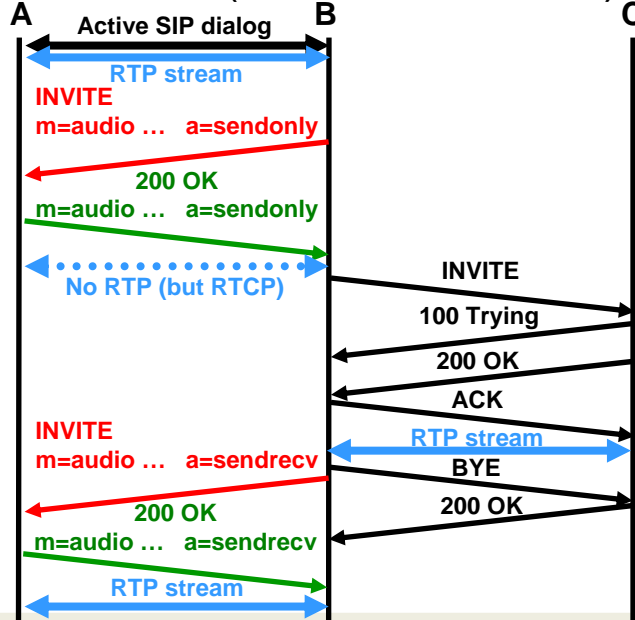 A B C
Active SIP dialog
RTP stream
INVITE
m=audio … a=sendonly
200 OK
m=audio … a=sendonly
No RTP (but RTCP)
INVITE
100 Trying
200 OK
ACK
RTP stream
INVITE
m=audio … a=sendrecv
BYE
200 OK
200 OK
m=audio … a=sendrecv
RTP stream